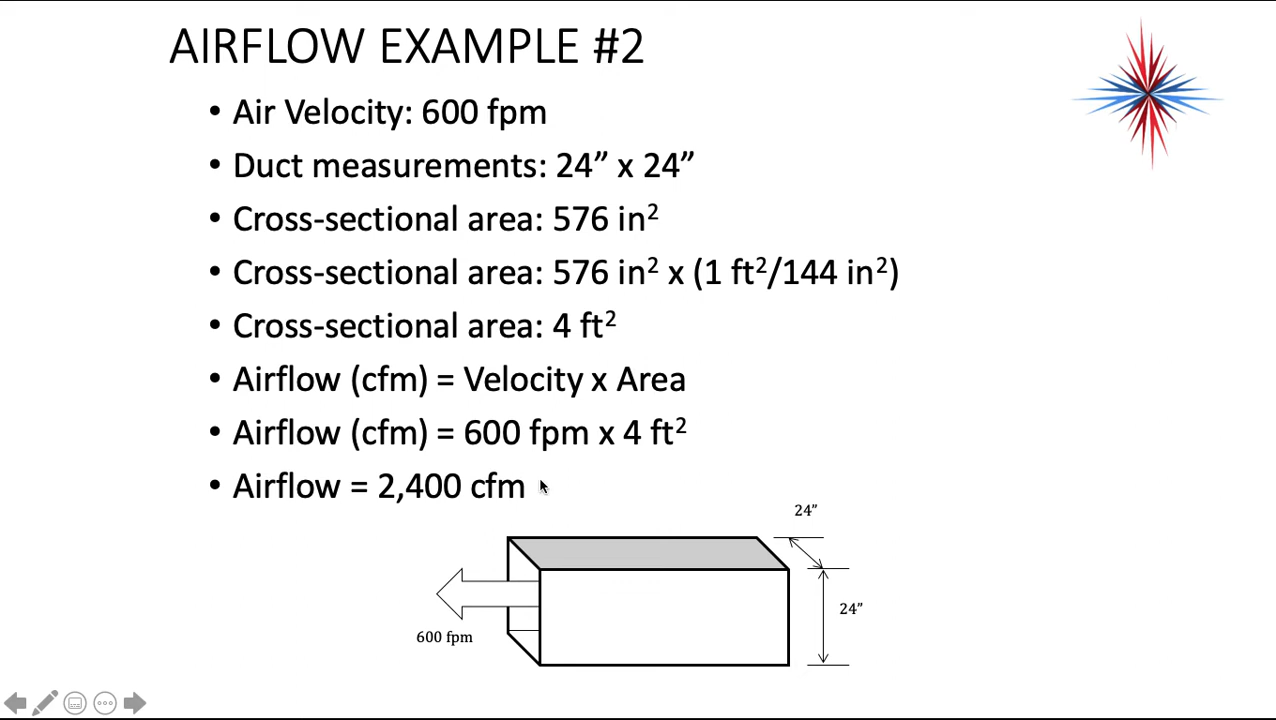 AIRFLOW EXAMPLE #2
• Air Velocity: 600 fpm
• Duct measurements: 24” x 24”
• Cross-sectional area: 576 in²
• Cross-sectional area: 576 in² x (1 ft²/144 in²)
• Cross-sectional area: 4 ft²
• Airflow (cfm) = Velocity x Area
• Airflow (cfm) = 600 fpm x 4 ft²
• Airflow = 2,400 cfm
24”
24”
600 fpm